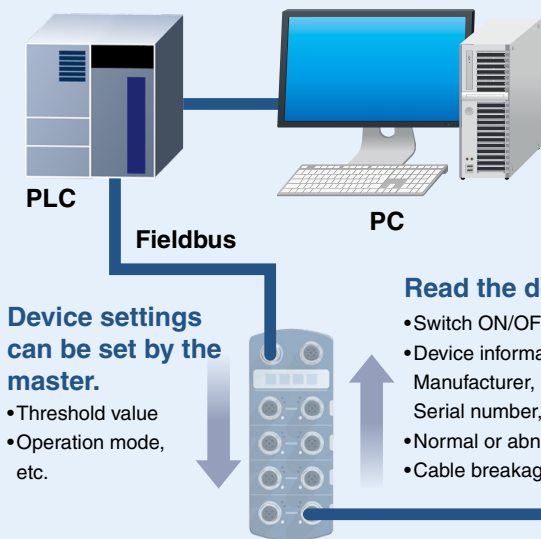 PLC
PC
Fieldbus
Device settings
can be set by the
master.
•Threshold value
•Operation mode,
etc.
Read the d
•Switch ON/OF
•Device informa
Manufacturer,
Serial number,
•Normal or abn
•Cable breakag